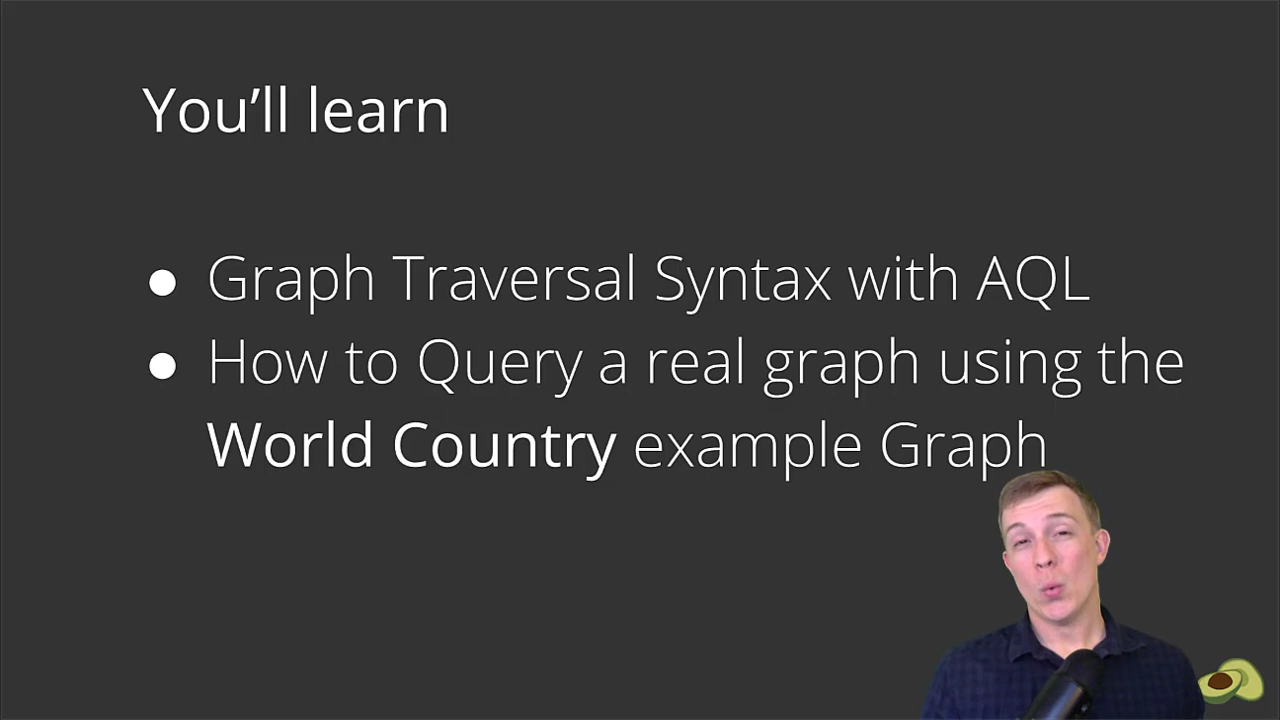 You’ll learn
● Graph Traversal Syntax with AQL
● How to Query a real graph using the
World Country example Graph